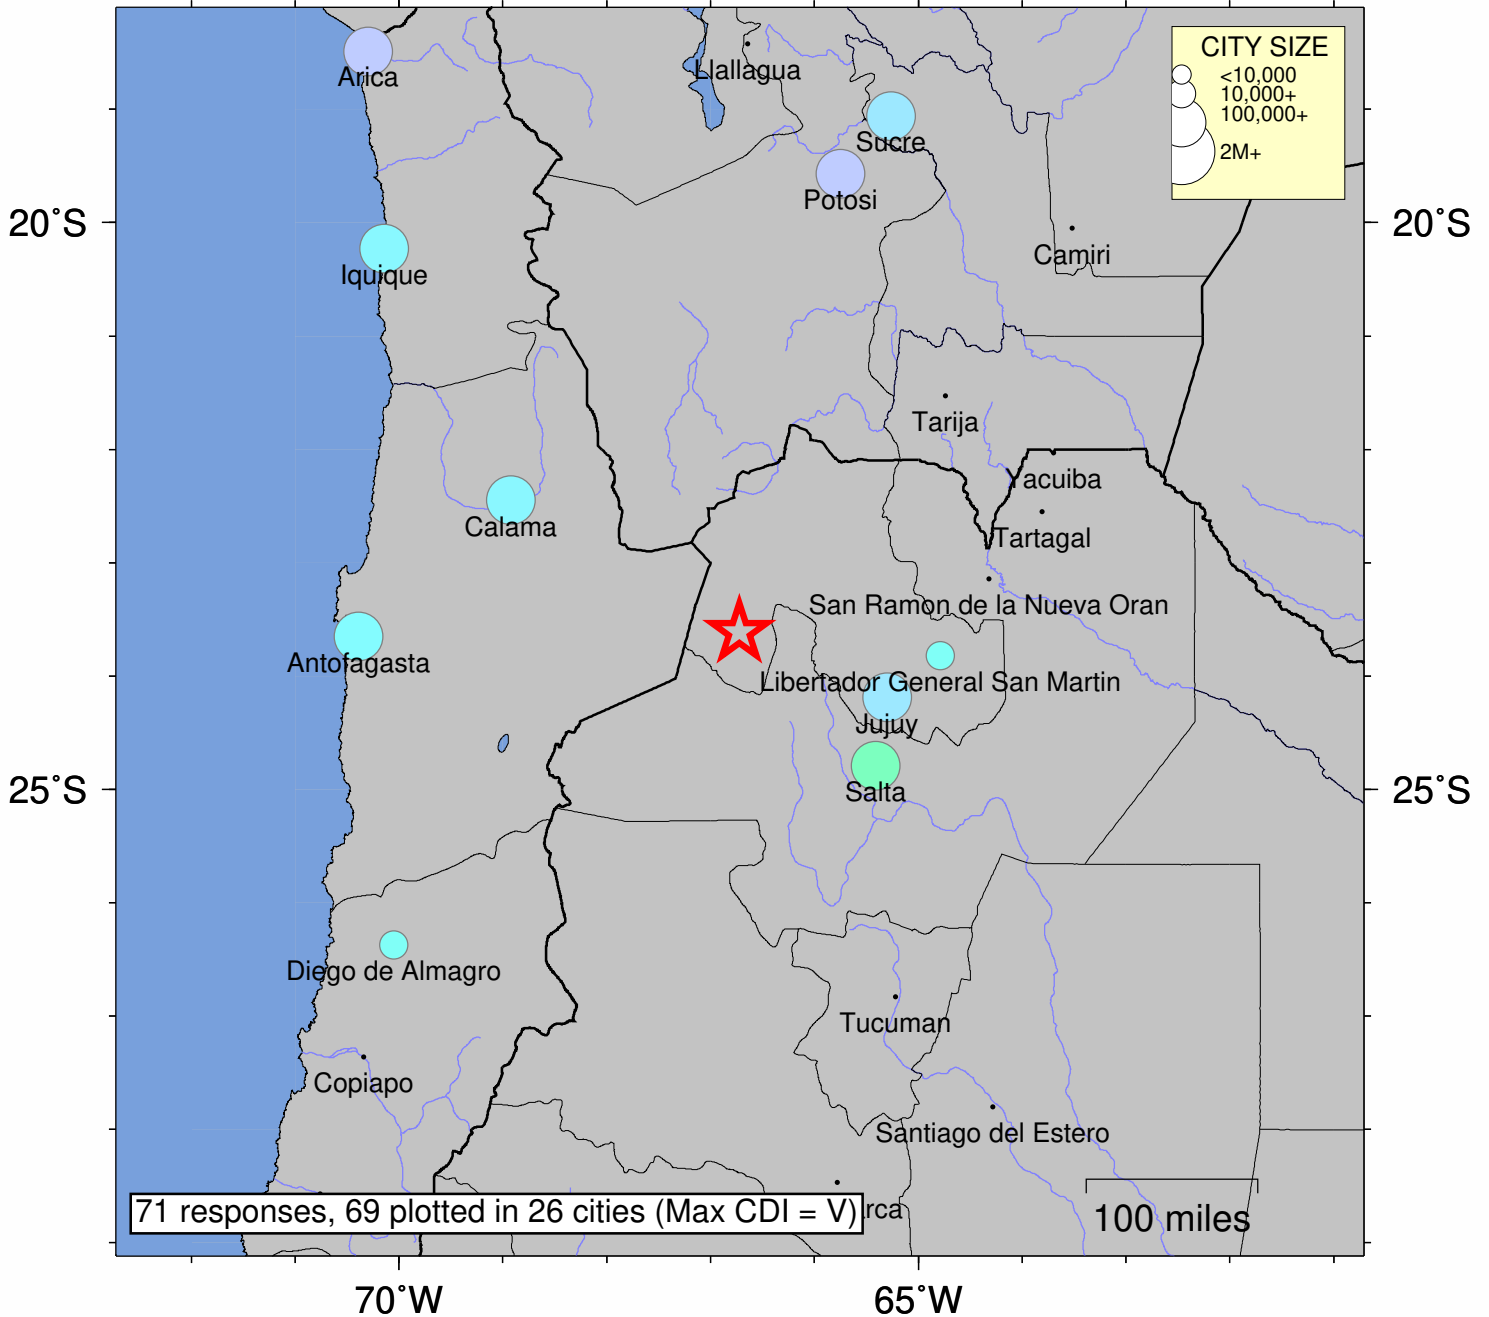 CITY SIZE
<10,000
10,000+
100,000+
2M+
Arica
Llallagua
Sucre
Potosi
20˚S
20˚S
Camiri
Iquique
Tarija
Yacuiba
Calama
Tartagal
San Ramon de la Nueva Oran
Antofagasta
Libertador General San Martin
Jujuy
25˚S
Salta
25˚S
Diego de Almagro
Tucuman
Copiapo
Santiago del Estero
71 responses, 69 plotted in 26 cities (Max CDI = V)
rca
100 miles
70˚W
65˚W